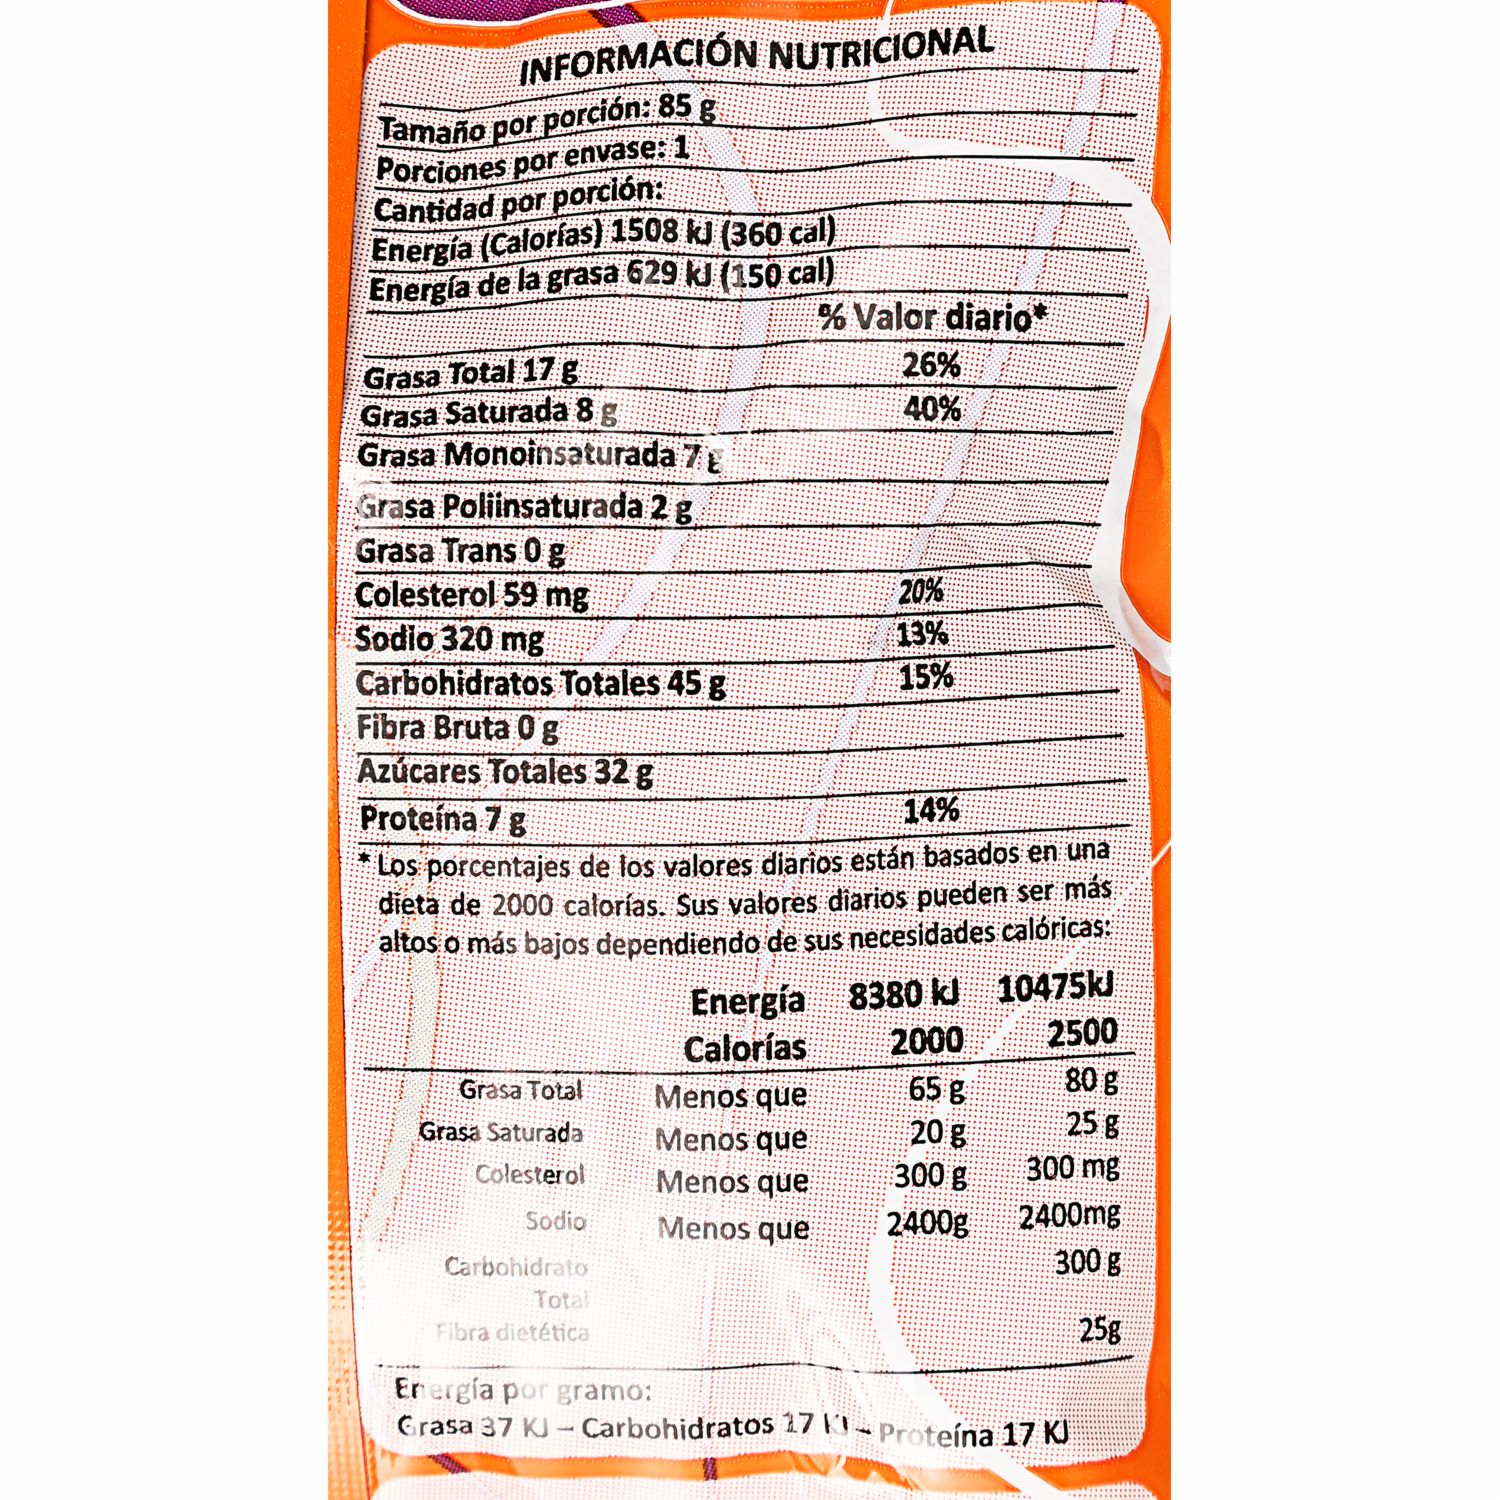 INFORMACIÓN NUTRICIONAL
Tamaño por porción: 85 g
Porciones por envase: 1
Cantidad por porción:
Energía (Calorías) 1508 kJ (360 cal)
Energía de la grasa 629 kJ (150 cal)
% Valor diario*
Grasa Total 17 g 26%
Grasa Saturada 8 g 40%
Grasa Monoinsaturada 7 g
Grasa Poliinsaturada 2 g
Grasa Trans 0 g
Colesterol 59 mg 20%
Sodio 320 mg 13%
Carbohidratos Totales 45 g 15%
Fibra Bruta 0 g
Azúcares Totales 32 g
Proteína 7 g 14%
* Los porcentajes de los valores diarios están basados en una
dieta de 2000 calorías. Sus valores diarios pueden ser más
altos o más bajos dependiendo de sus necesidades calóricas:
Energía 8380 kJ 10475kJ
Calorías 2000 2500
Grasa Total Menos que 65 g 80 g
Grasa Saturada Menos que 20 g 25 g
Colesterol Menos que 300 g 300 mg
Sodio Menos que 2400g 2400mg
Carbohidrato 300 g
Total
Fibra dietética 25g
Energía por gramo:
Grasa 37 KJ – Carbohidratos 17 KJ – Proteína 17 KJ